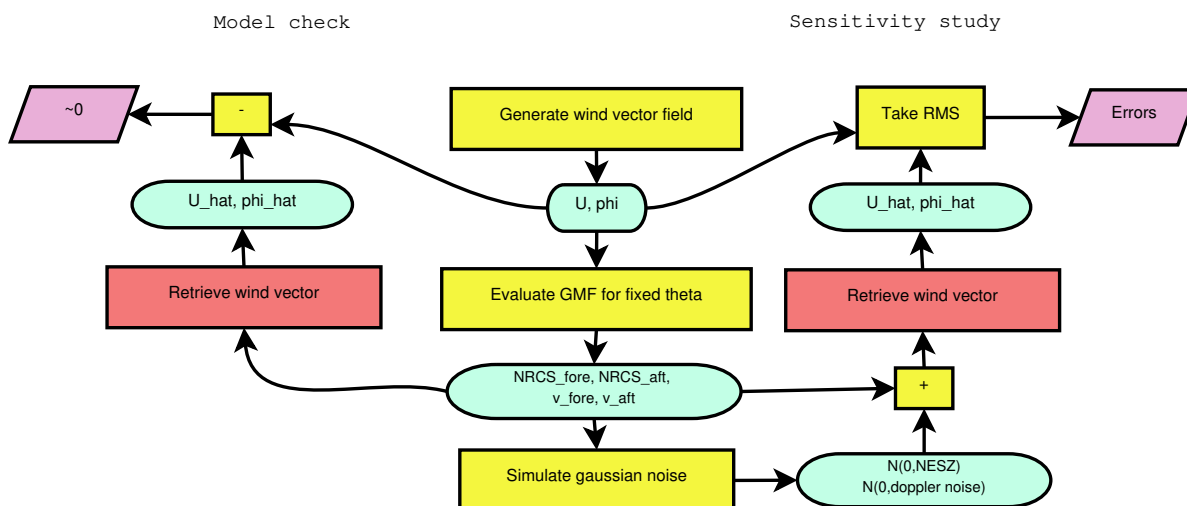 Model check
Sensitivity study
~0
-
Generate wind vector field
Take RMS
Errors
U_hat, phi_hat
U, phi
U_hat, phi_hat
Retrieve wind vector
Evaluate GMF for fixed theta
Retrieve wind vector
NRCS_fore, NRCS_aft,
v_fore, v_aft
+
Simulate gaussian noise
N(0,NESZ)
N(0,doppler noise)